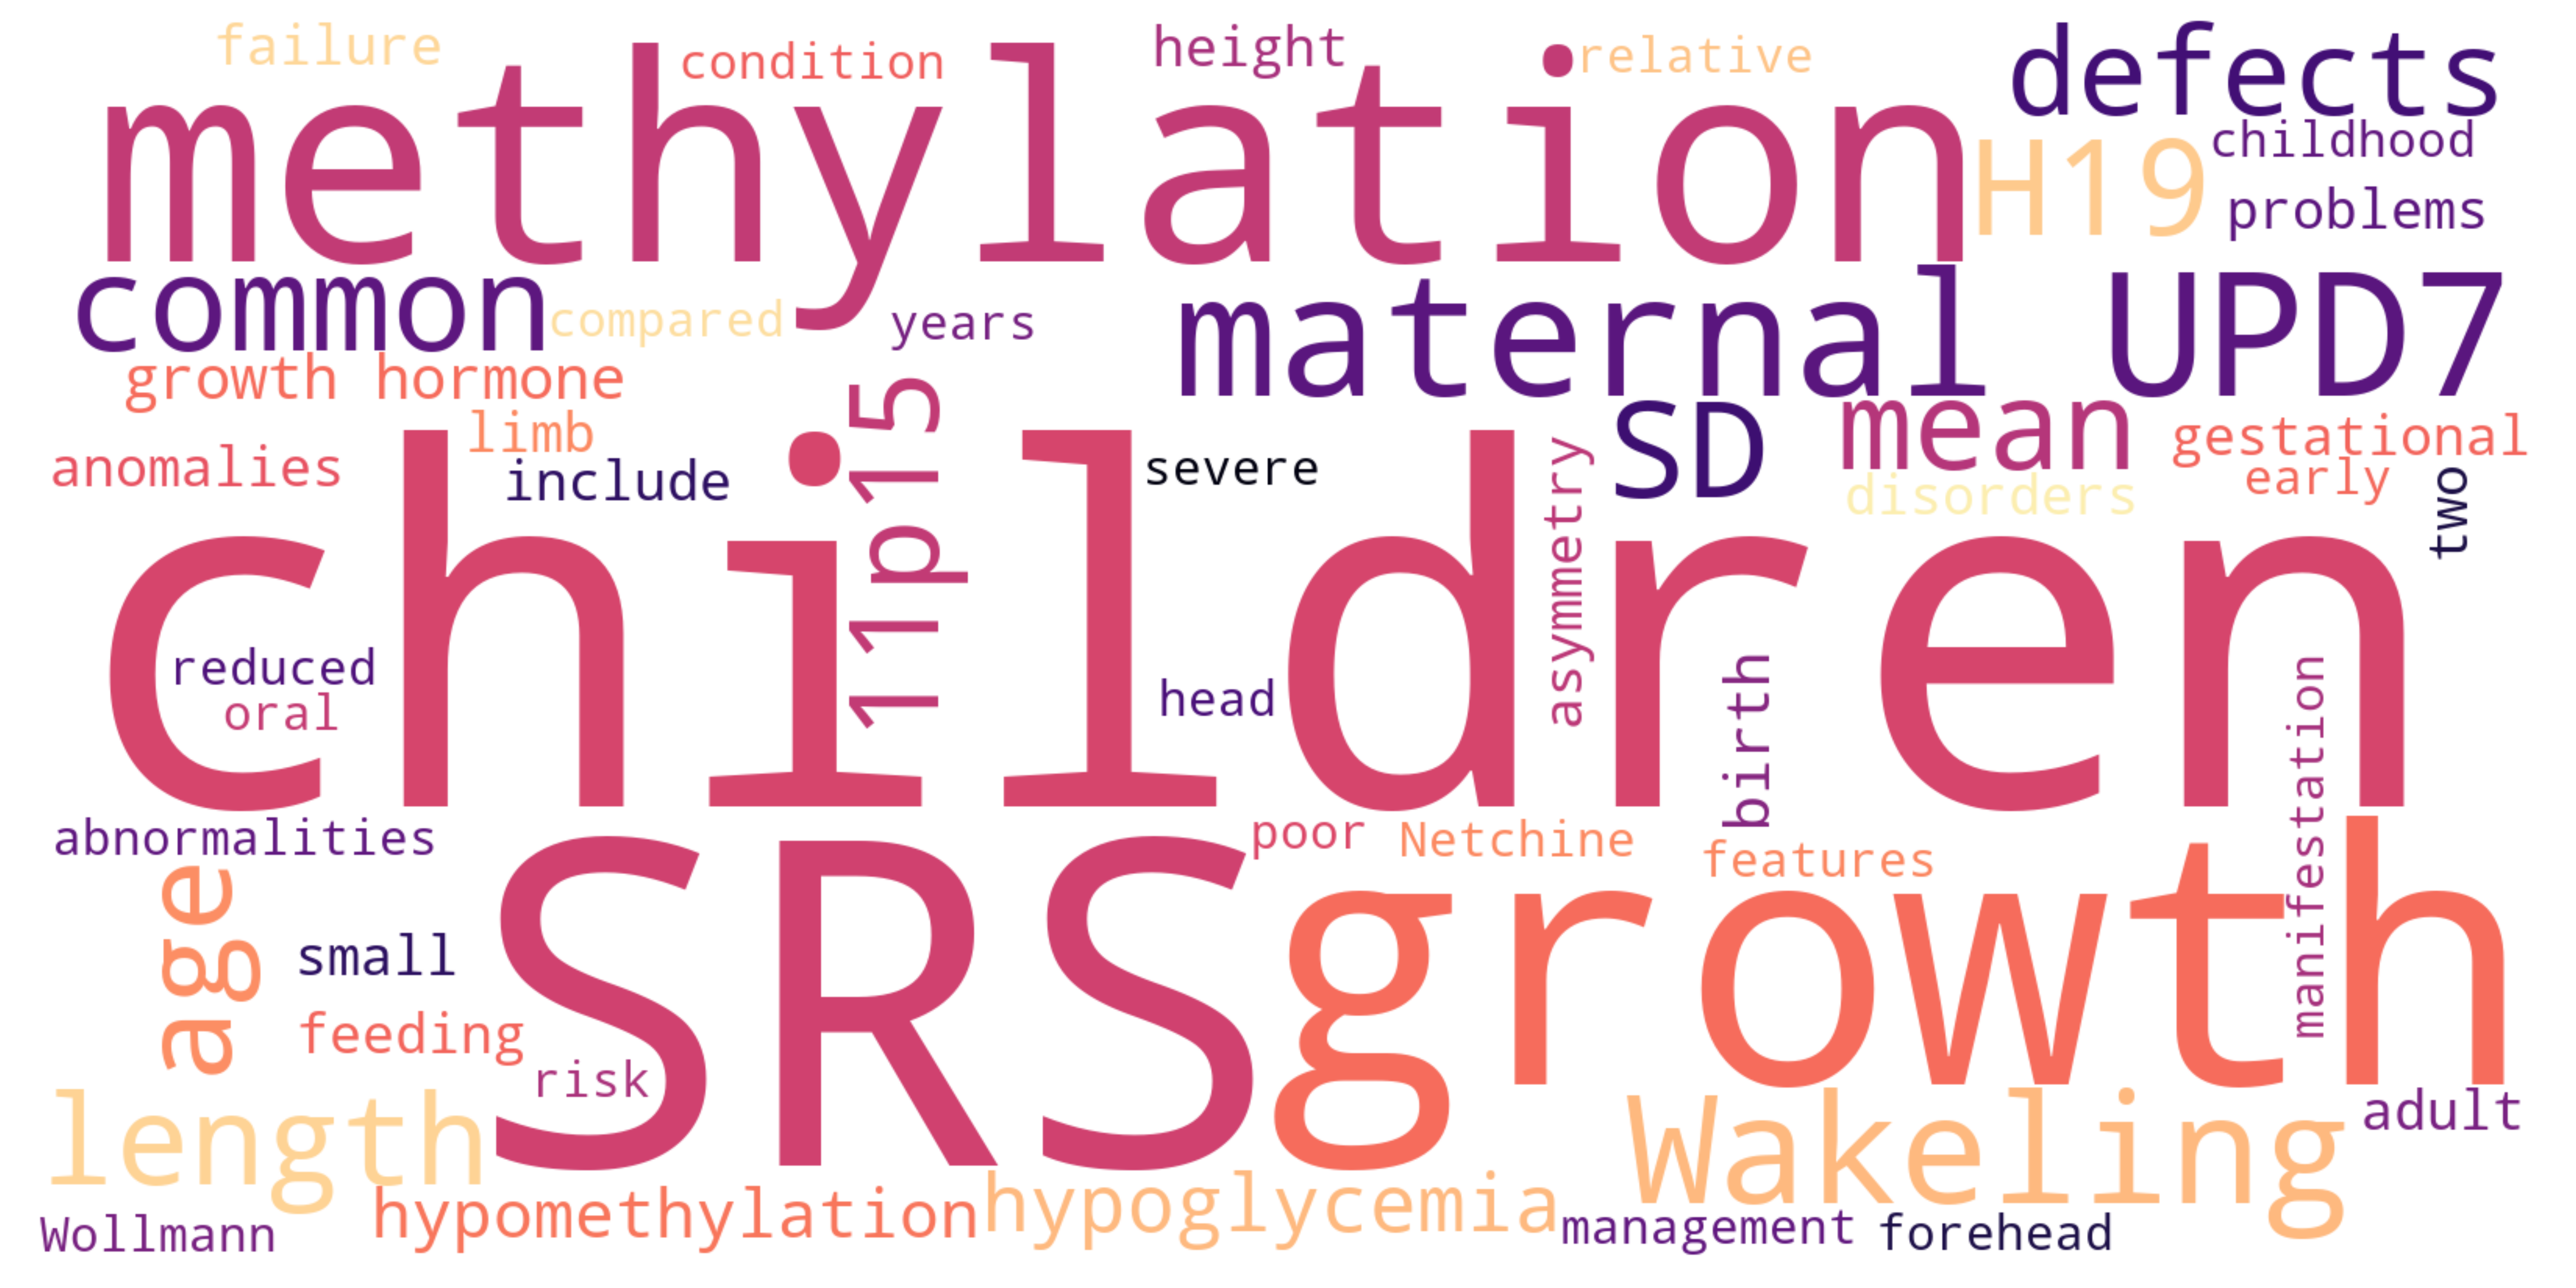 failure
condition
height
relative
defects
methylation
H19
childhood
problems
common
compared
years
maternal UPD7
growth hormone
limb
11p15
SD
mean
gestational
anomalies
include
severe
asymmetry
disorders
early
two
children
reduced
oral
head
birth
manifestation
abnormalities
poor
Netchine
features
age
small
SRS
growth
feeding
risk
length
Wakeling
adult
Wollmann
hypomethylation
hypoglycemia
management
forehead